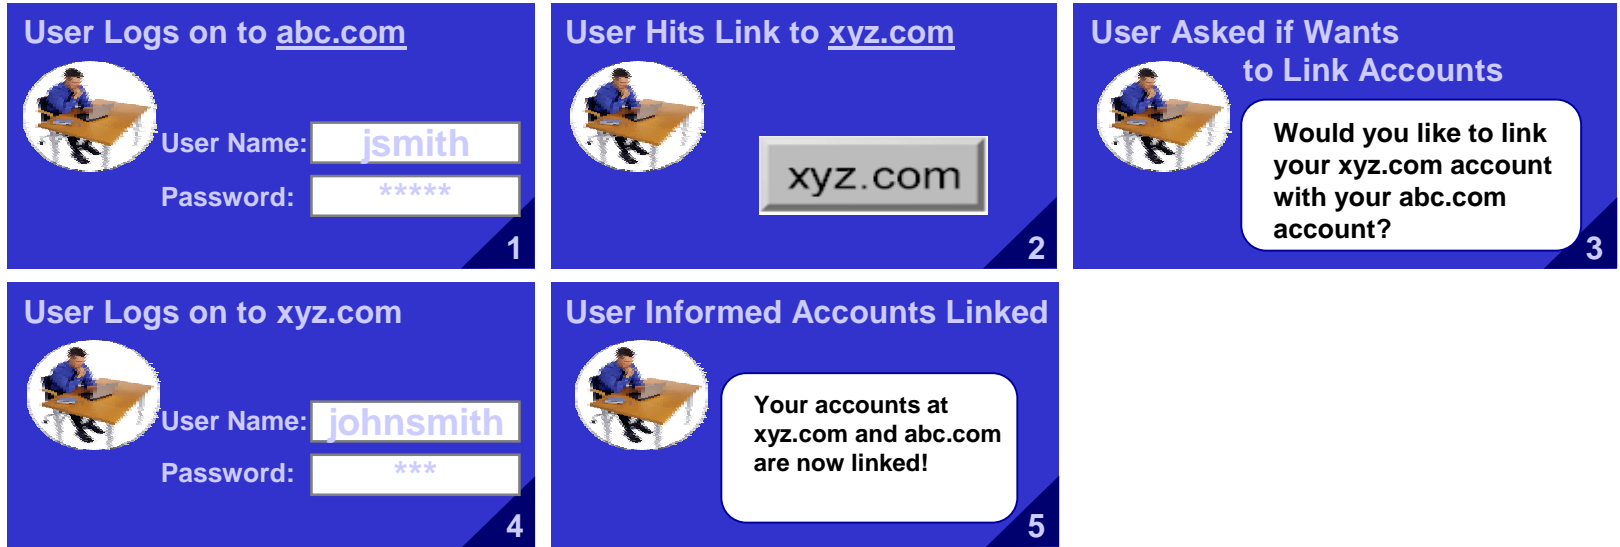 User Logs on to abc.com
User Name: jsmith
Password: *****
1
User Hits Link to xyz.com
xyz.com
2
User Asked if Wants
to Link Accounts
Would you like to link
your xyz.com account
with your abc.com
account?
3
User Logs on to xyz.com
User Name: johnsmith
Password: ***
4
User Informed Accounts Linked
Your accounts at
xyz.com and abc.com
are now linked!
5